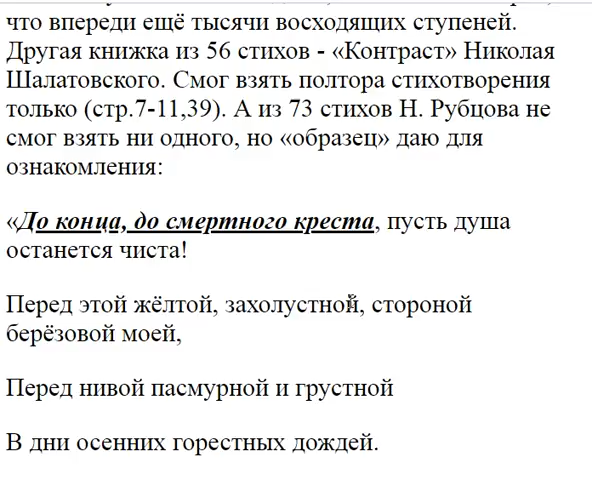 что впереди ещё тысячи восходящих ступеней.
Другая книжка из 56 стихов - «Контраст» Николая
Шалатовского. Смог взять полтора стихотворения
только (стр.7-11,39). А из 73 стихов Н. Рубцова не
смог взять ни одного, но «образец» даю для
ознакомления:
«До конца, до смертного креста, пусть душа
останется чиста!
Перед этой жёлтой, захолустной, стороной
берёзовой моей,
Перед нивой пасмурной и грустной
В дни осенних горестных дождей.